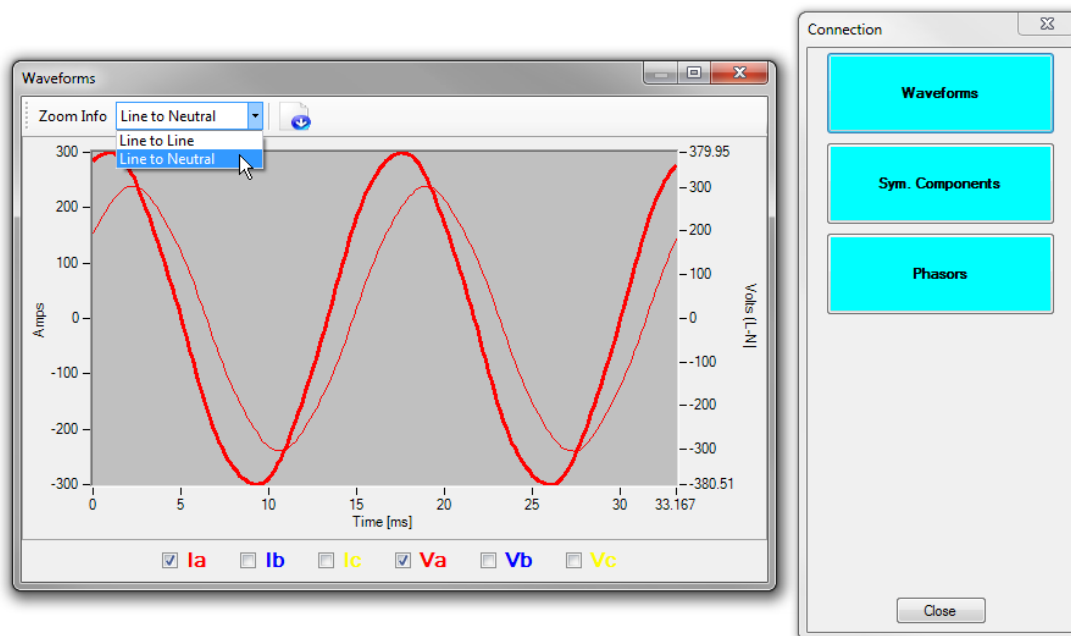 Waveforms
Zoom Info Line to Neutral
Line to Line
Line to Neutral
300
200
100
0
-100
-200
-300
Amps
379.95
300
200
100
0
-100
-200
-300
-380.51
Volts (L-N)
0 5 10 15 20 25 30 33.167
Time [ms]
Ia Ib Ic Va Vb Vc
Connection
Waveforms
Sym. Components
Phasors
Close